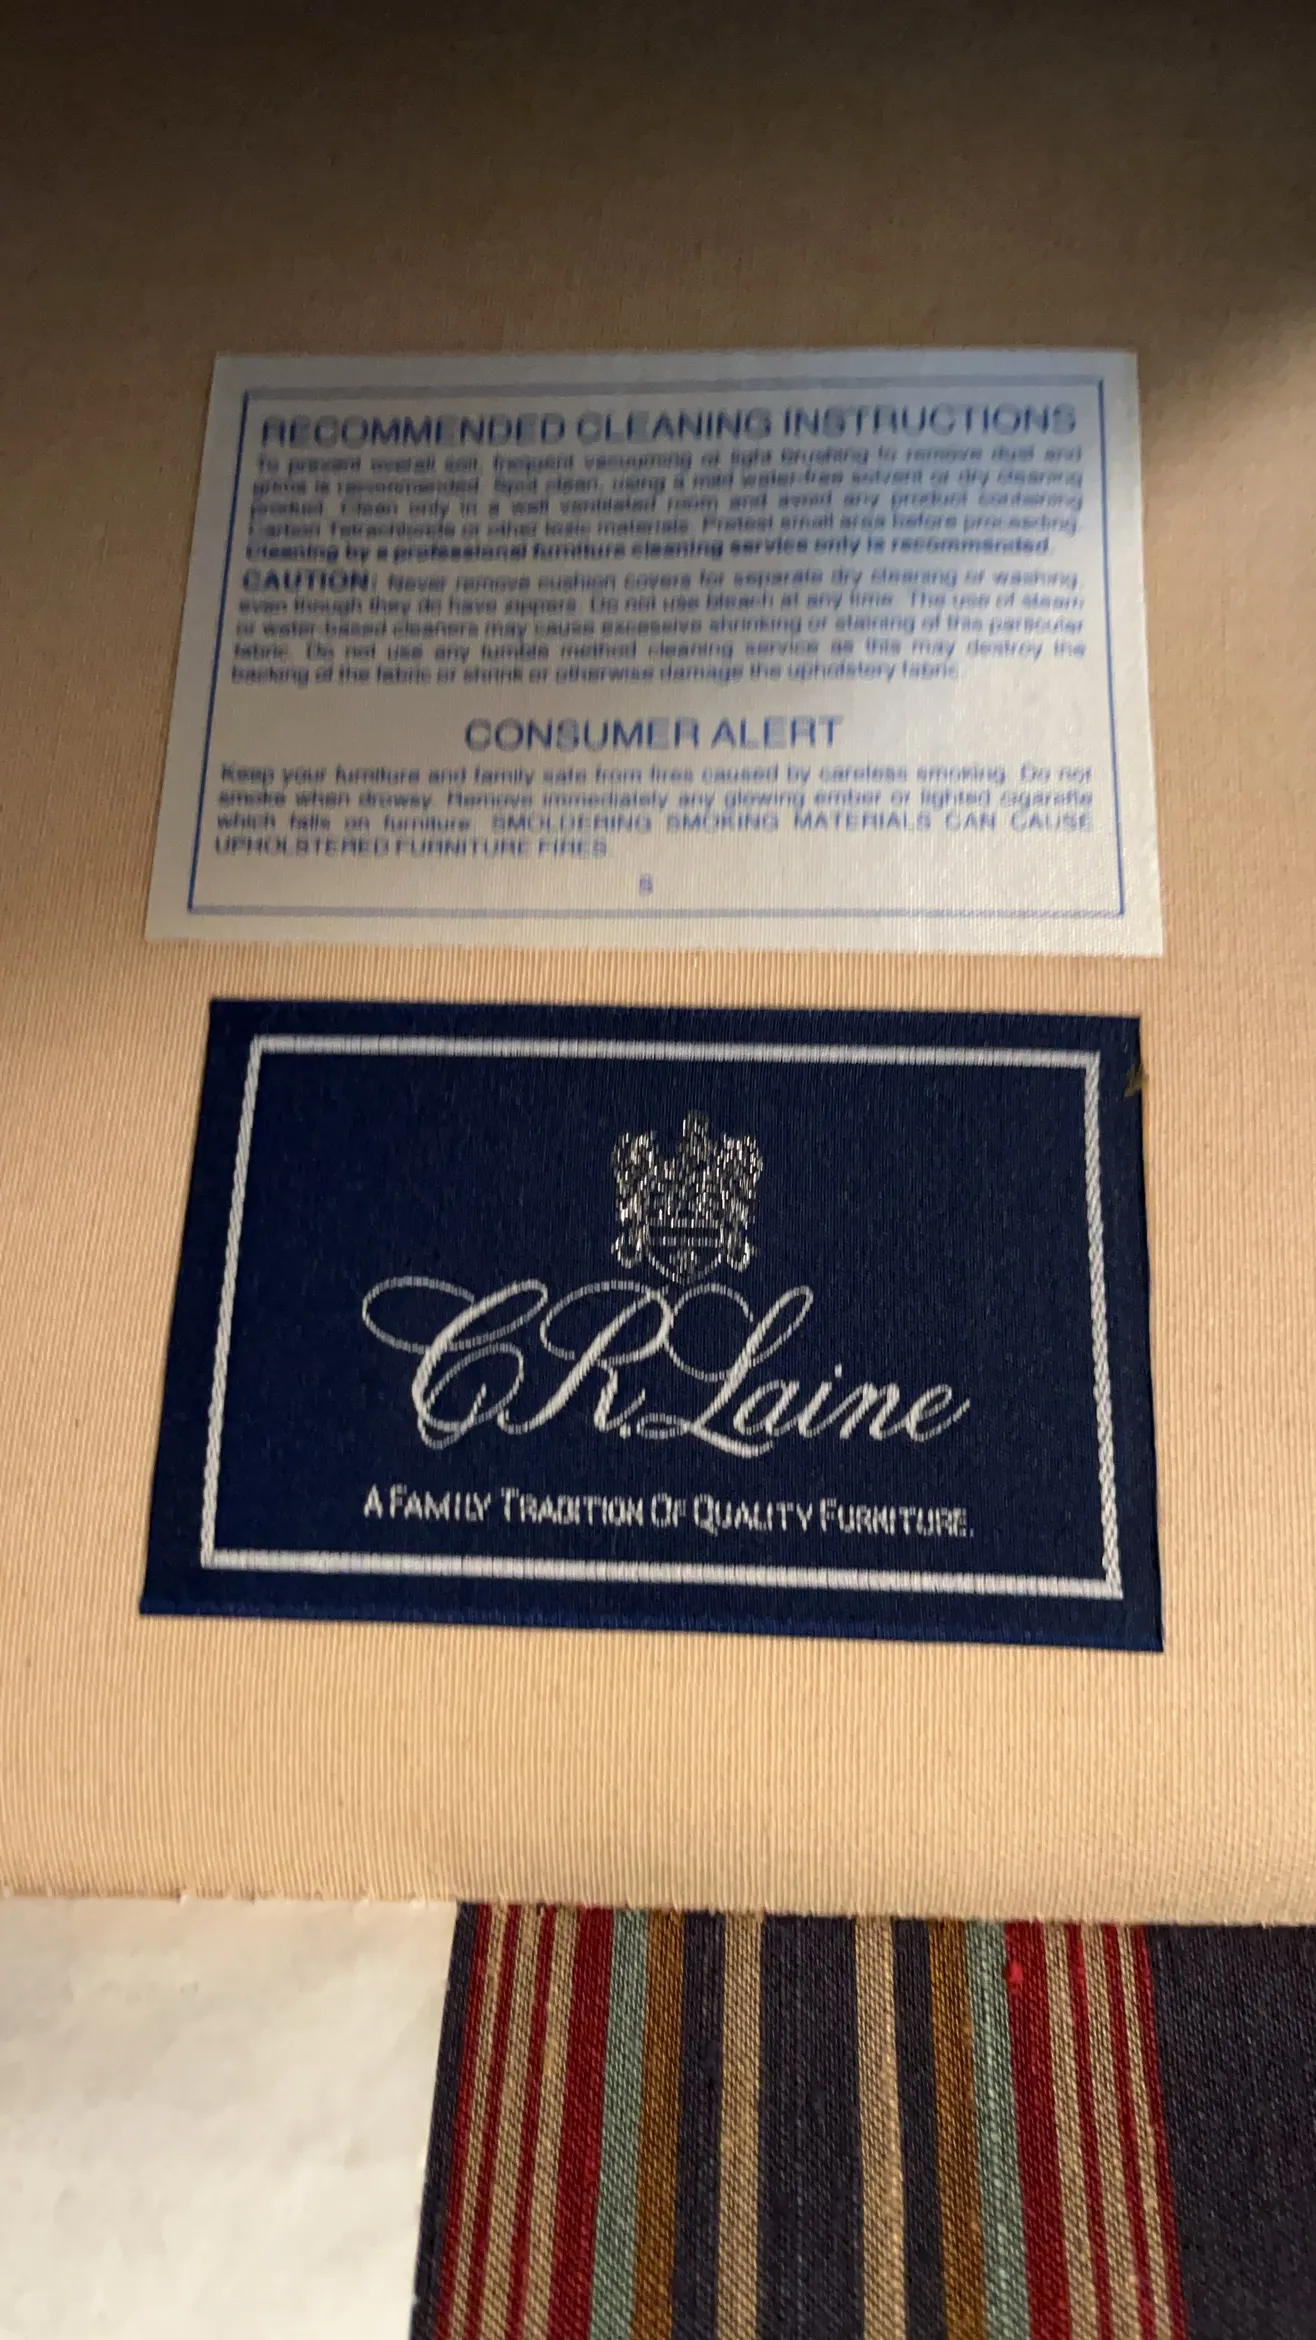 RECOMMENDED CLEANING INSTRUCTIONS
To prevent overall soil, frequent vacuuming or light brushing to remove dust and
grime is recommended. Spot clean, using a mild water-free solvent or dry cleaning
product. Clean only in a well ventilated room and avoid any product containing
Carbon Tetrachloride or other toxic materials. Pretest small area before proceeding.
Cleaning by a professional furniture cleaning service only is recommended.
CAUTION: Never remove cushion covers for separate dry cleaning or washing,
even though they do have zippers. Do not use bleach at any time. The use of steam
or water-based cleaners may cause excessive shrinking or staining of this particular
fabric. Do not use any tumble method cleaning service as this may destroy the
backing of the fabric or shrink or otherwise damage the upholstery fabric.
CONSUMER ALERT
Keep your furniture and family safe from fires caused by careless smoking. Do not
smoke when drowsy. Remove immediately any glowing ember or lighted cigarette
which falls on furniture. SMOLDERING SMOKING MATERIALS CAN CAUSE
UPHOLSTERED FURNITURE FIRES.
S
C.R. Laine
A FAMILY TRADITION OF QUALITY FURNITURE.